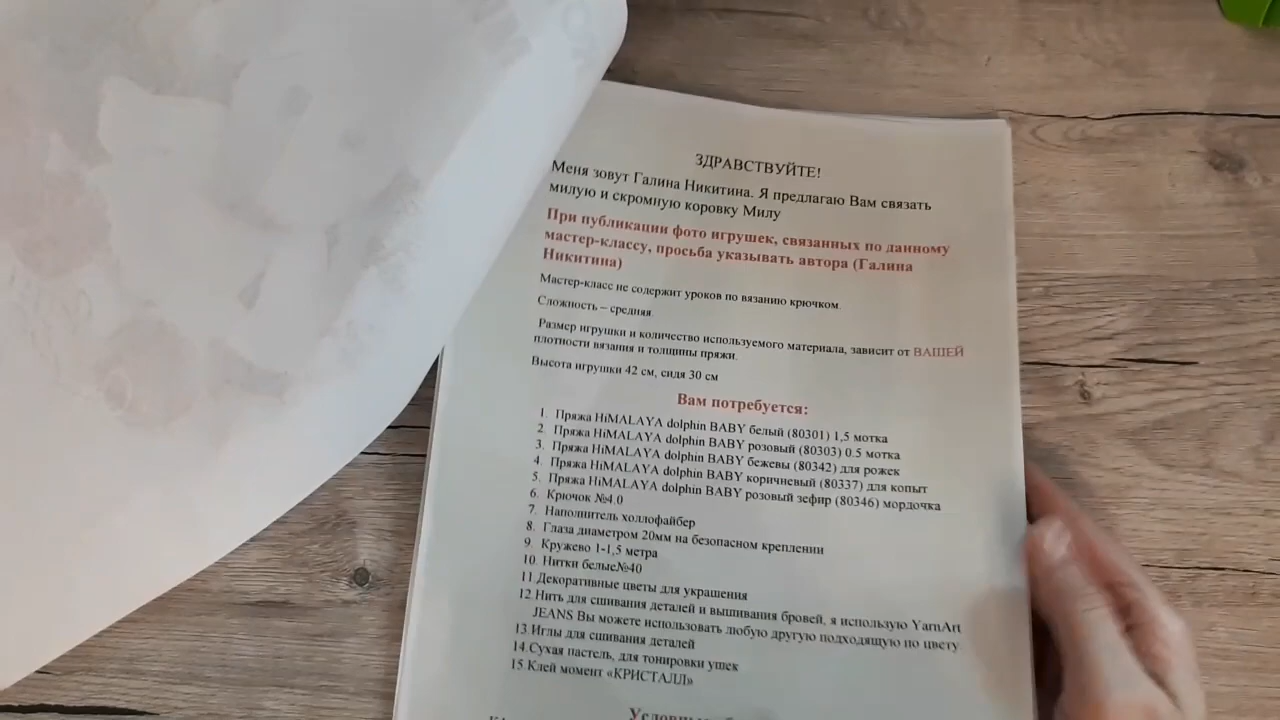 ЗДРАВСТВУЙТЕ!
Меня зовут Галина Никитина. Я предлагаю Вам связать
милую и скромную коровку Милу
При публикации фото игрушек, связанных по данному
мастер-классу, просьба указывать автора (Галина
Никитина)
Мастер-класс не содержит уроков по вязанию крючком.
Сложность – средняя.
Размер игрушки и количество используемого материала, зависит от ВАШЕЙ
плотности вязания и толщины пряжи.
Высота игрушки 42 см, сидя 30 см
Вам потребуется:
1. Пряжа HiMALAYA dolphin BABY белый (80301) 1,5 мотка
2. Пряжа HiMALAYA dolphin BABY розовый (80303) 0.5 мотка
3. Пряжа HiMALAYA dolphin BABY бежевы (80342) для рожек
4. Пряжа HiMALAYA dolphin BABY коричневый (80337) для копыт
5. Пряжа HiMALAYA dolphin BABY розовый зефир (80346) мордочка
6. Крючок №4.0
7. Наполнитель холлофайбер
8. Глаза диаметром 20мм на безопасном креплении
9. Кружево 1-1,5 метра
10. Нитки белые№40
11.Декоративные цветы для украшения
12.Нить для сшивания деталей и вышивания бровей, я использую YarnArt
JEANS Вы можете использовать любую другую подходящую по цвету
13.Иглы для сшивания деталей
14.Сухая пастель, для тонировки ушек
15.Клей момент «КРИСТАЛЛ»